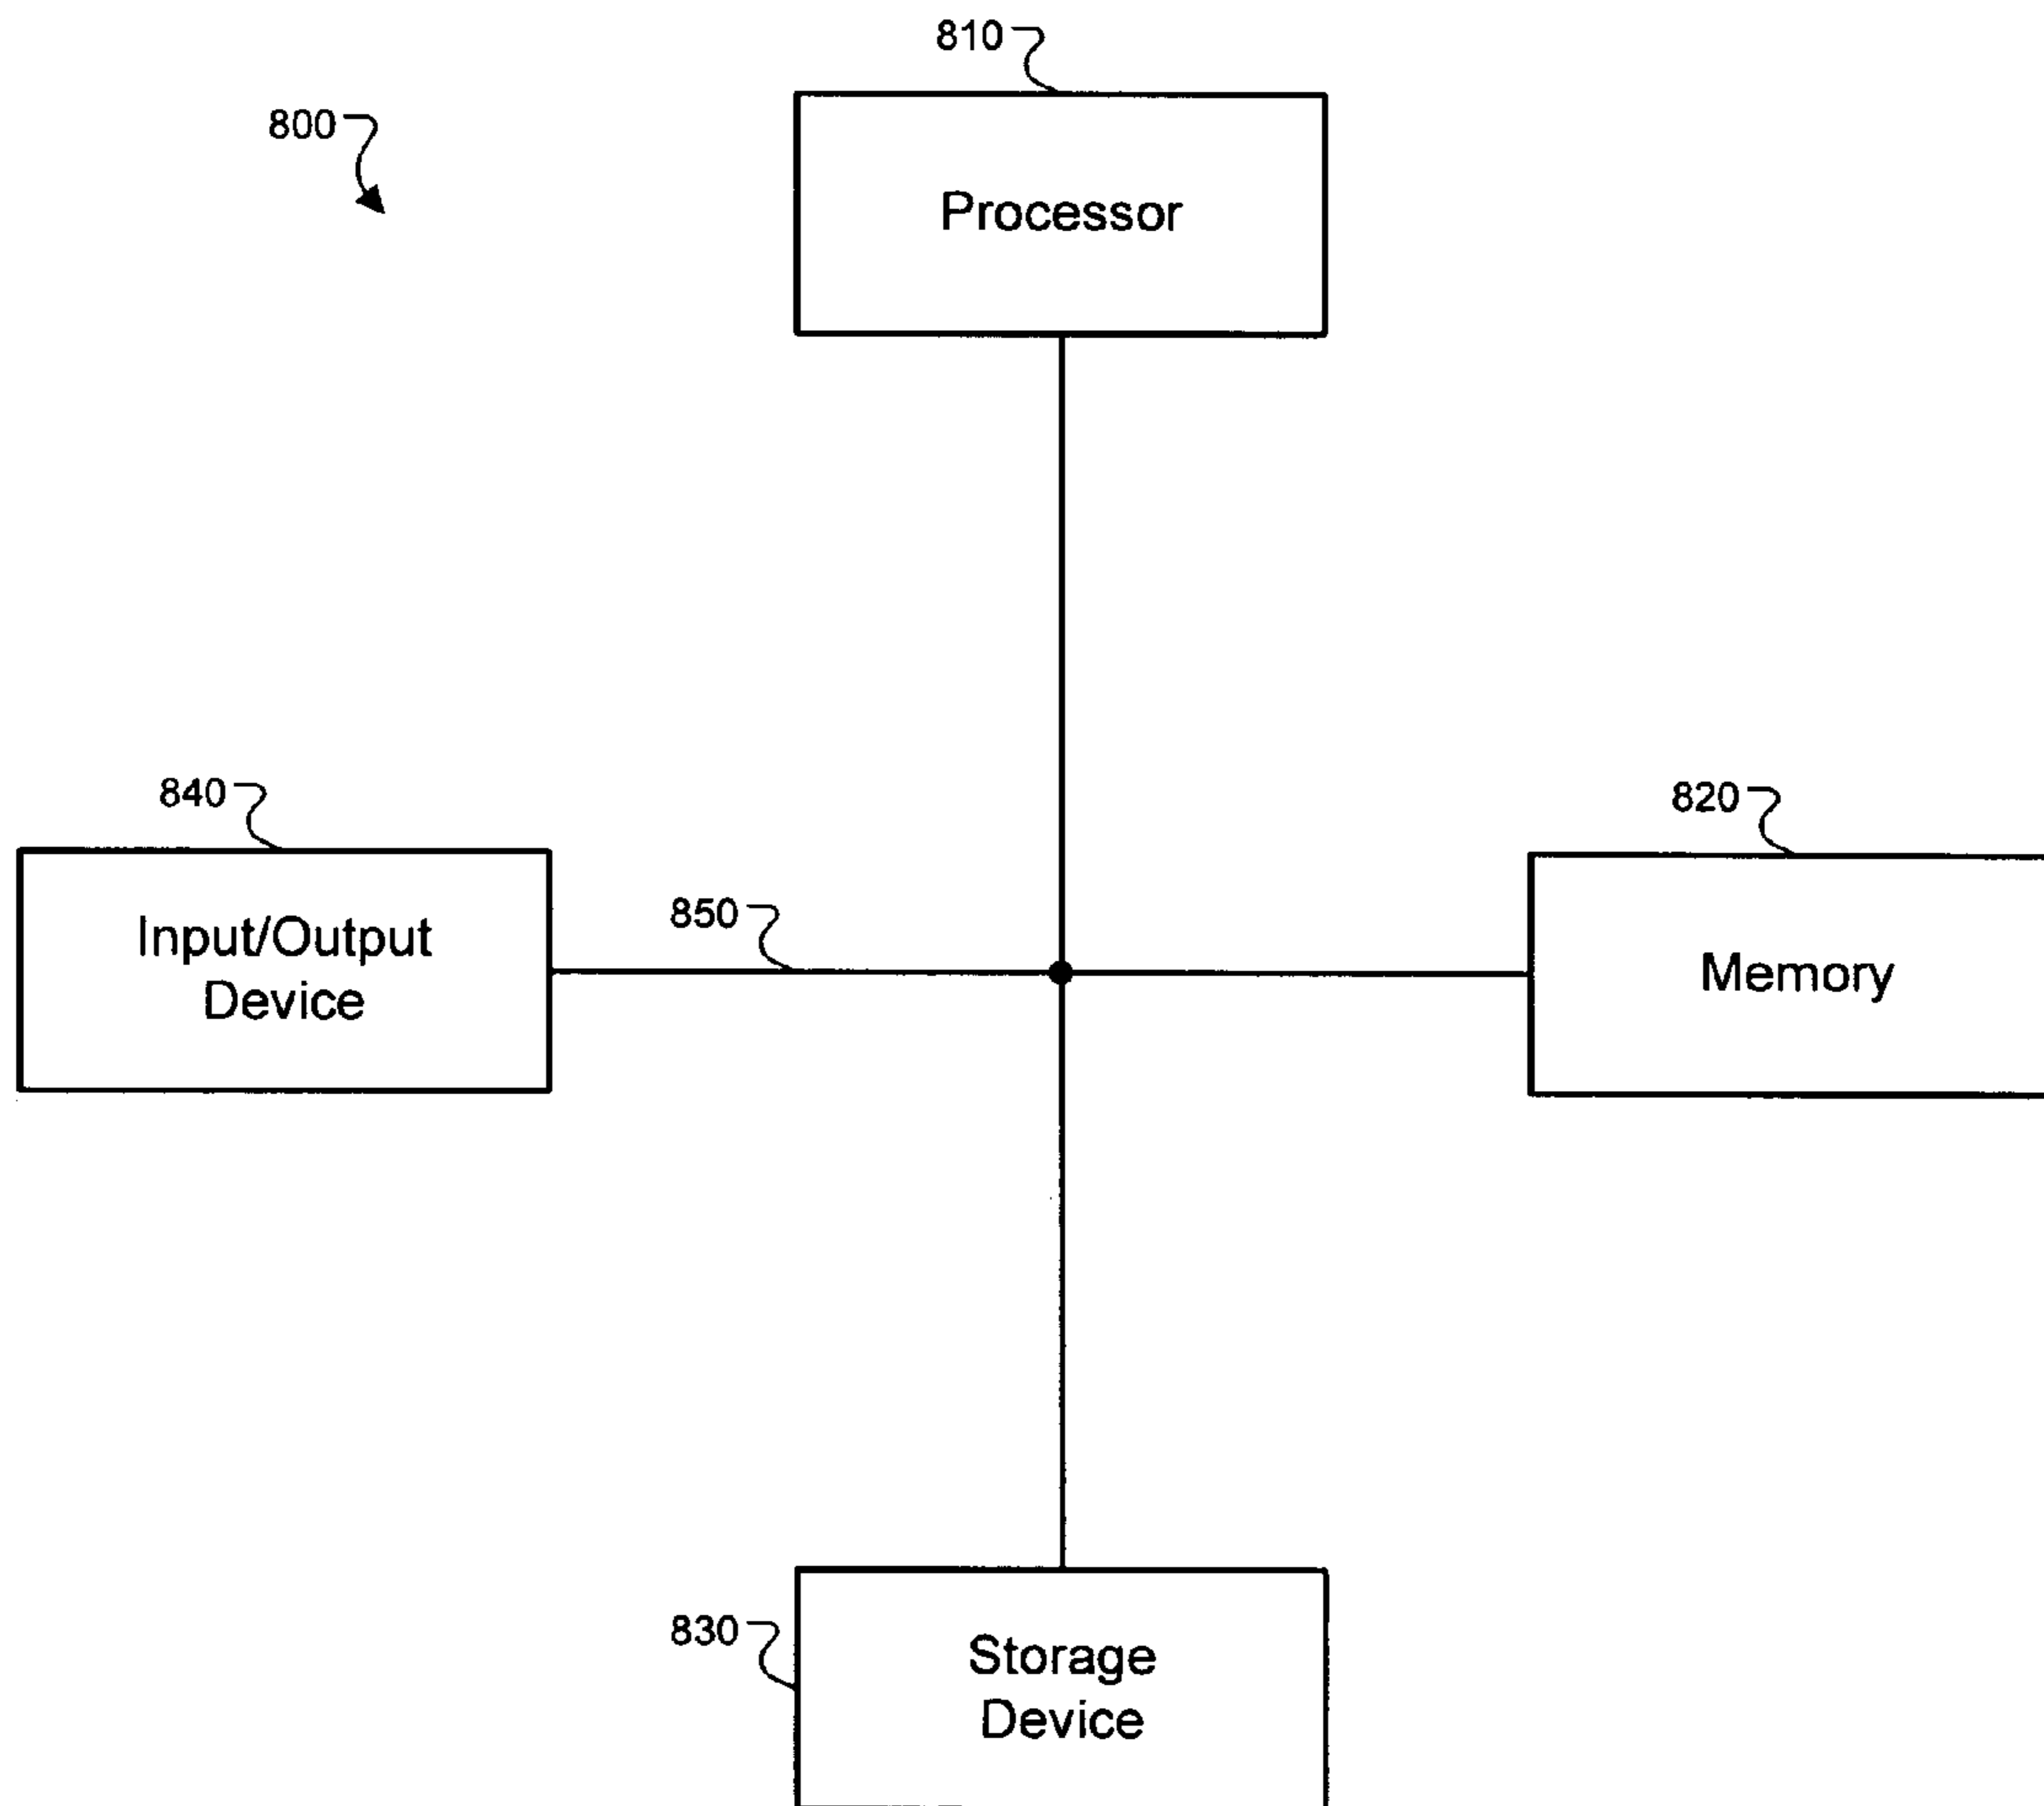 810
800
Processor
840
820
850
Input/Output
Device
Memory
830
Storage
Device